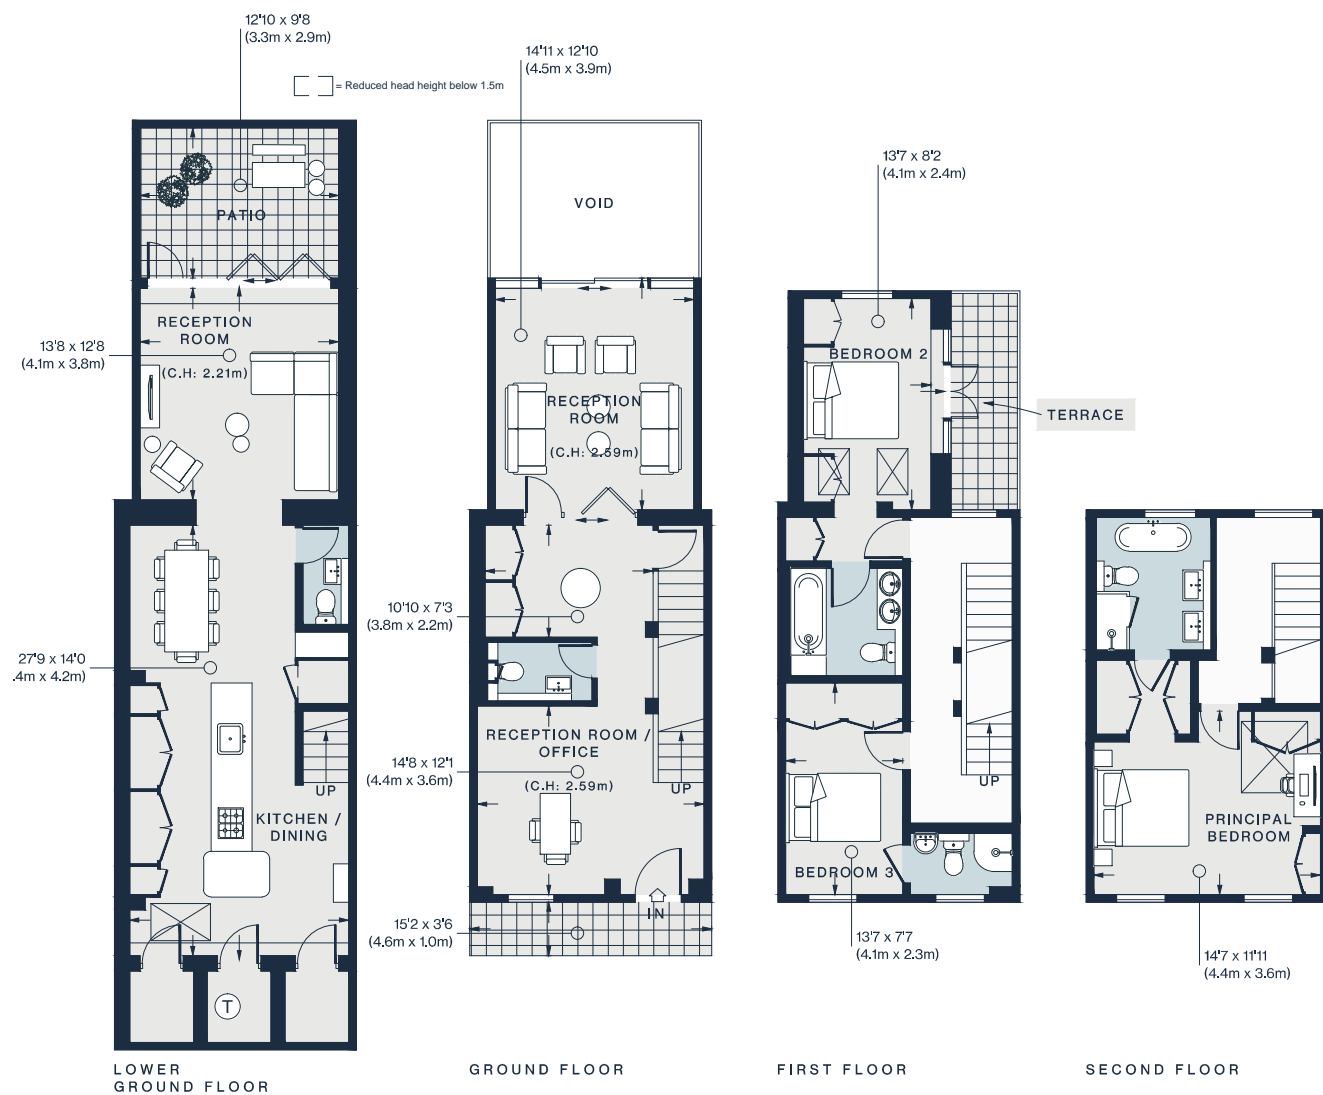 12'10 x 9'8
(3.3m x 2.9m)
= Reduced head height below 1.5m
PATIO
RECEPTION
ROOM
(C.H: 2.21m)
13'8 x 12'8
(4.1m x 3.8m)
27'9 x 14'0
.4m x 4.2m)
UP
KITCHEN /
DINING
T
LOWER
GROUND FLOOR
14'11 x 12'10
(4.5m x 3.9m)
VOID
RECEPTION
ROOM
(C.H: 2.59m)
10'10 x 7'3
(3.8m x 2.2m)
RECEPTION ROOM /
OFFICE
(C.H: 2.59m)
14'8 x 12'1
(4.4m x 3.6m)
UP
IN
15'2 x 3'6
(4.6m x 1.0m)
GROUND FLOOR
13'7 x 8'2
(4.1m x 2.4m)
BEDROOM 2
TERRACE
UP
BEDROOM 3
13'7 x 7'7
(4.1m x 2.3m)
FIRST FLOOR
PRINCIPAL
BEDROOM
14'7 x 11'11
(4.4m x 3.6m)
SECOND FLOOR